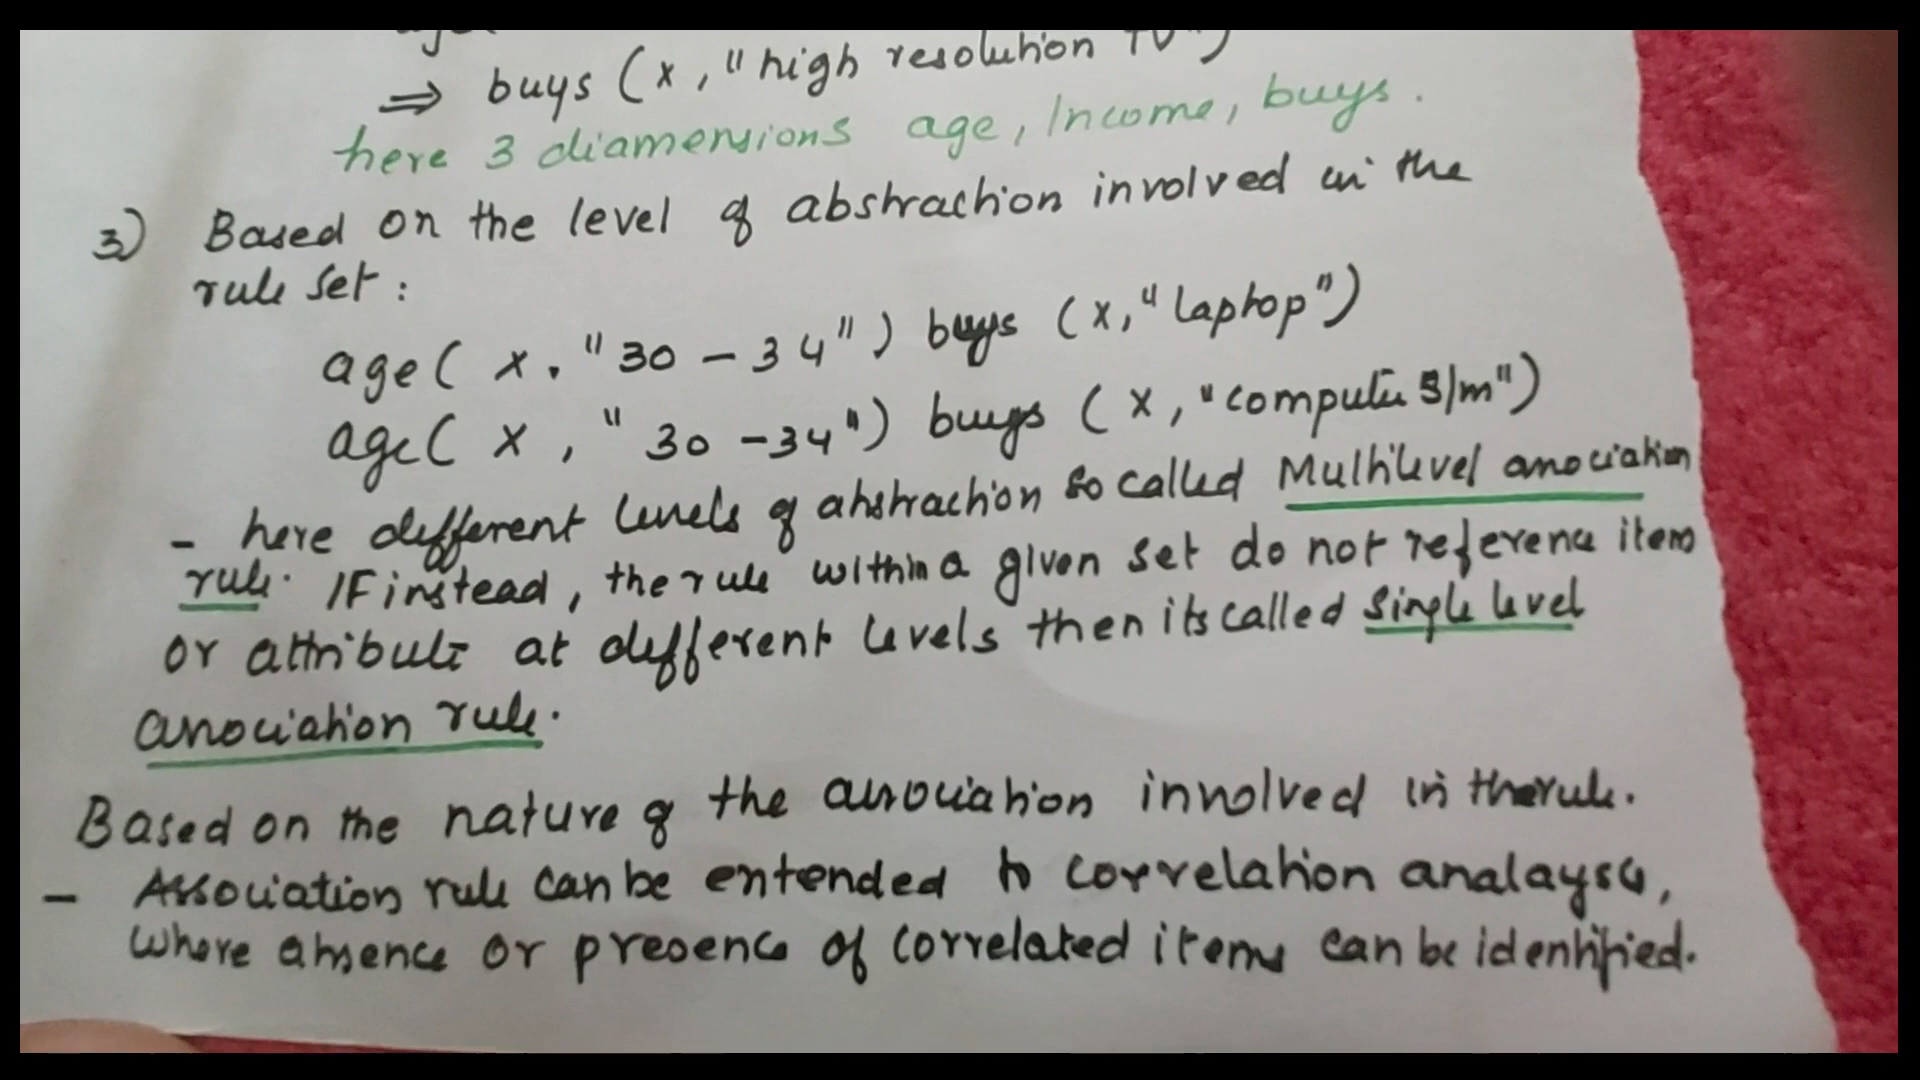 ⇒ buys (x, "high resolution TV")
here 3 diamensions age, Income, buys.
3) Based on the level of abstraction involved in the
rule set :
age( x, "30 - 34") buys (x, "laptop")
age( x, "30 - 34") buys (x, "computer s/m")
- here different levels of abstraction so called Multilevel association
rule. IF instead, the rule within a given set do not reference item
or attribute at different levels then its called single level
association rule.
Based on the nature of the association involved in the rule.
- Association rule can be extended to correlation analaysis,
where absence or presence of correlated items can be identified.